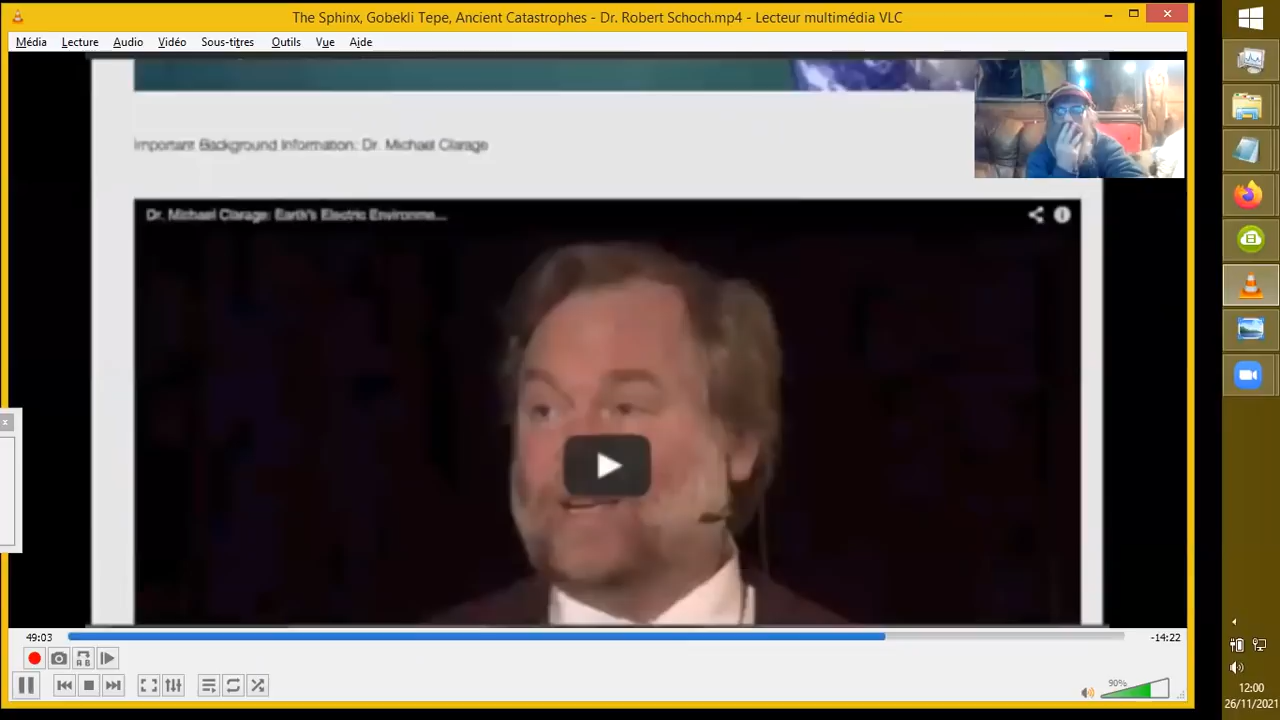 The Sphinx, Gobekli Tepe, Ancient Catastrophes - Dr. Robert Schoch.mp4 - Lecteur multimédia VLC
Média Lecture Audio Vidéo Sous-titres Outils Vue Aide
Important Background Information: Dr. Michael Clarage
Dr. Michael Clarage: Earth's Electric Environme...
49:03
-14:22
90%
12:00
26/11/2021